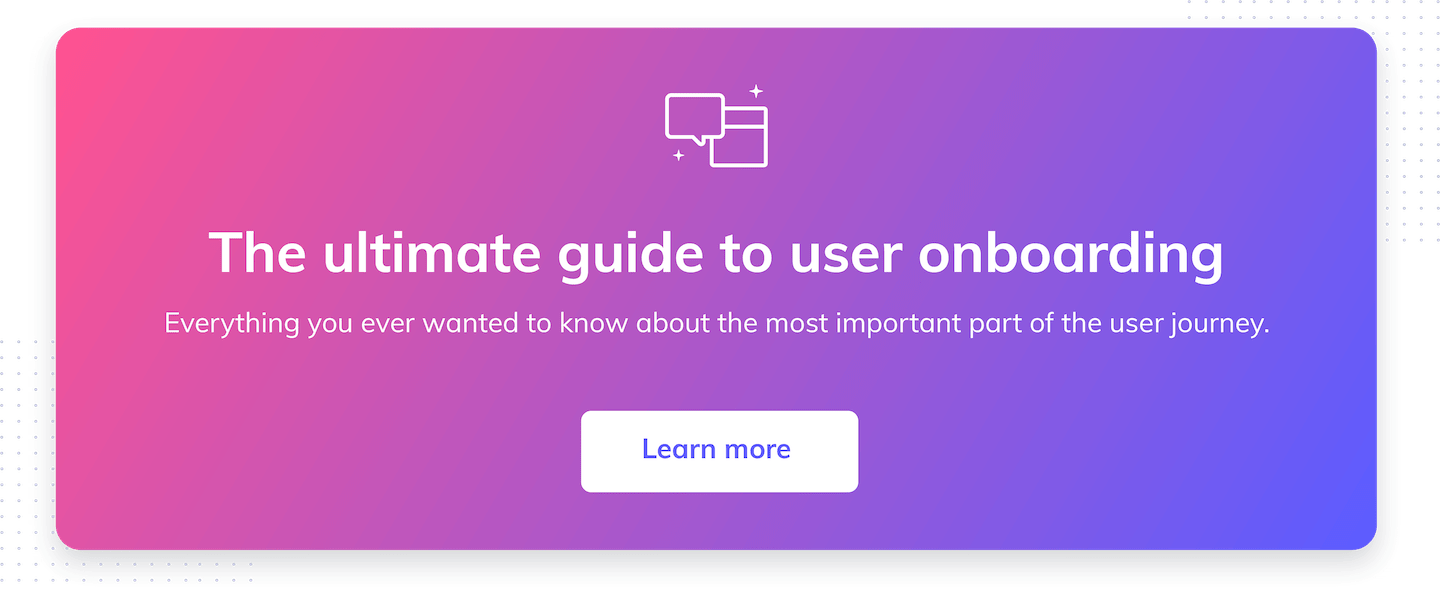 The ultimate guide to user onboarding
Everything you ever wanted to know about the most important part of the user journey.
Learn more